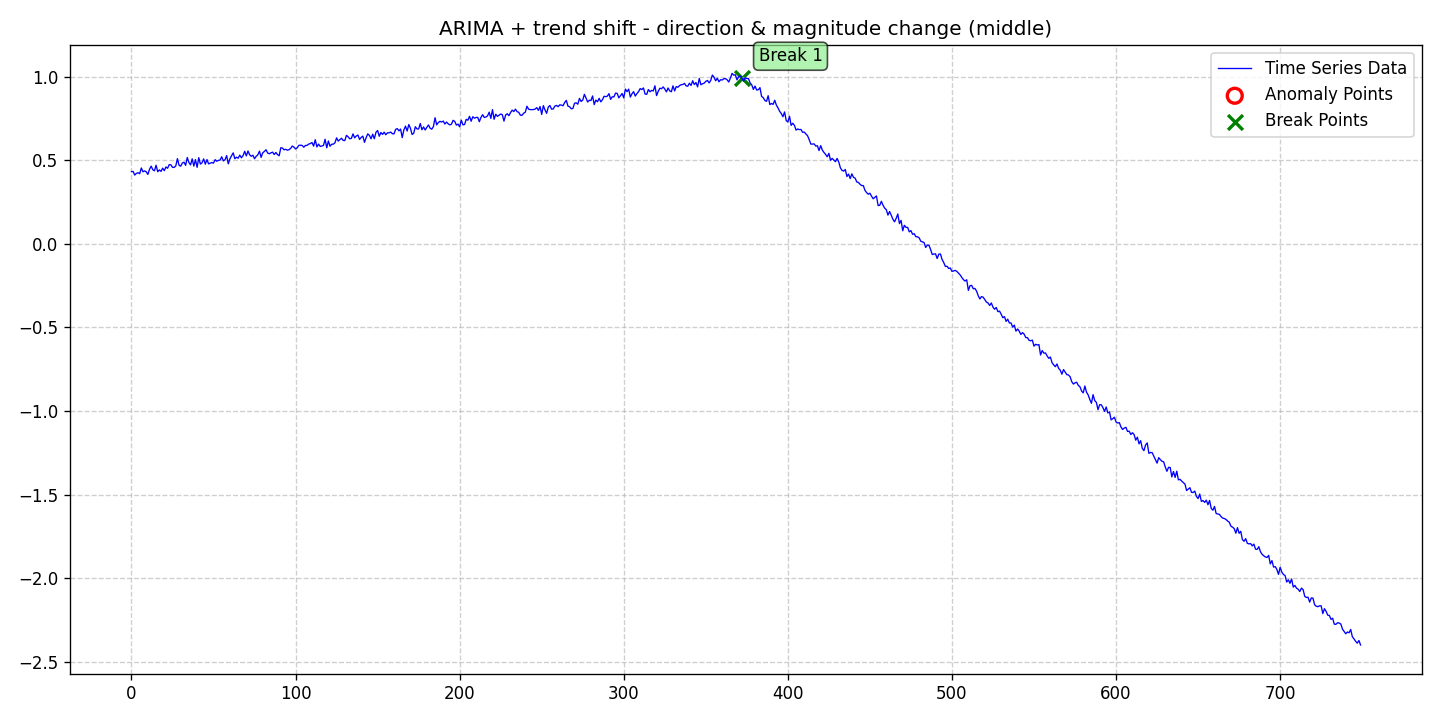 ARIMA + trend shift - direction & magnitude change (middle)
Break 1
Time Series Data
Anomaly Points
Break Points
1.0
0.5
0.0
−0.5
−1.0
−1.5
−2.0
−2.5
0 100 200 300 400 500 600 700